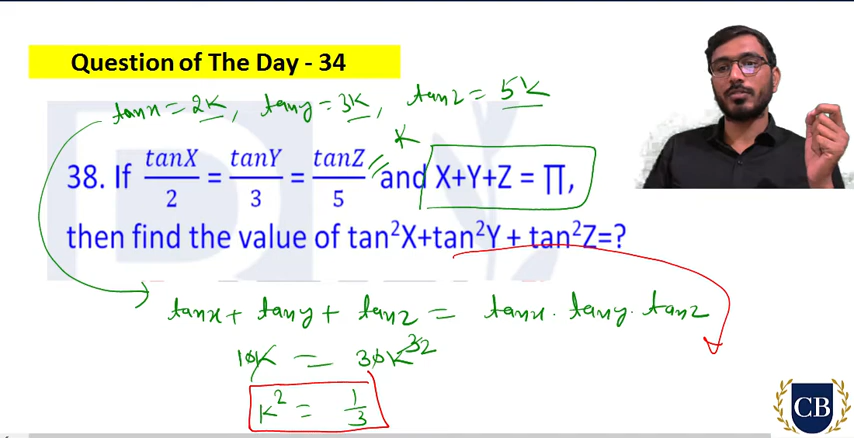 Question of The Day - 34
tanx = 2K, tany = 3K, tanz = 5K
K
38. If tanX/2 = tanY/3 = tanZ/5 and X+Y+Z = ∏,
then find the value of tan²X+tan²Y + tan²Z=?
tanx + tany + tanz = tanx · tany · tanz
10K = 30K³2
K² = 1/3
CB